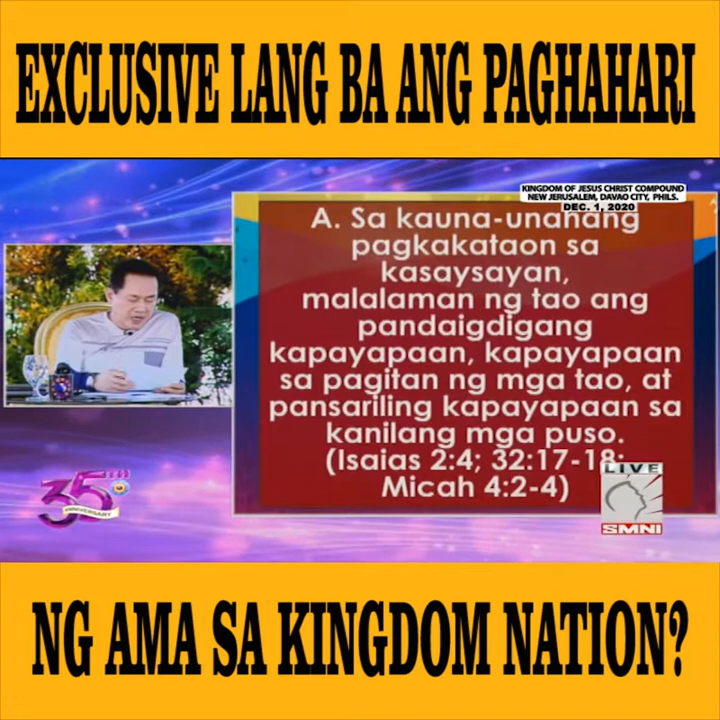 EXCLUSIVE LANG BA ANG PAGHAHARI
KINGDOM OF JESUS CHRIST COMPOUND
NEW JERUSALEM, DAVAO CITY, PHILS.
DEC. 1, 2020
A. Sa kauna-unahang
pagkakataon sa
kasaysayan,
malalaman ng tao ang
pandaigdigang
kapayapaan, kapayapaan
sa pagitan ng mga tao, at
pansariling kapayapaan sa
kanilang mga puso.
(Isaias 2:4; 32:17-18;
Micah 4:2-4)
35TH
ANNIVERSARY
LIVE
SMNI
NG AMA SA KINGDOM NATION?